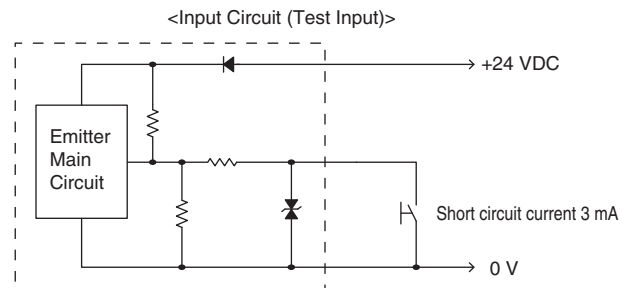 <Input Circuit (Test Input)>
+24 VDC
Emitter
Main
Circuit
Short circuit current 3 mA
0 V